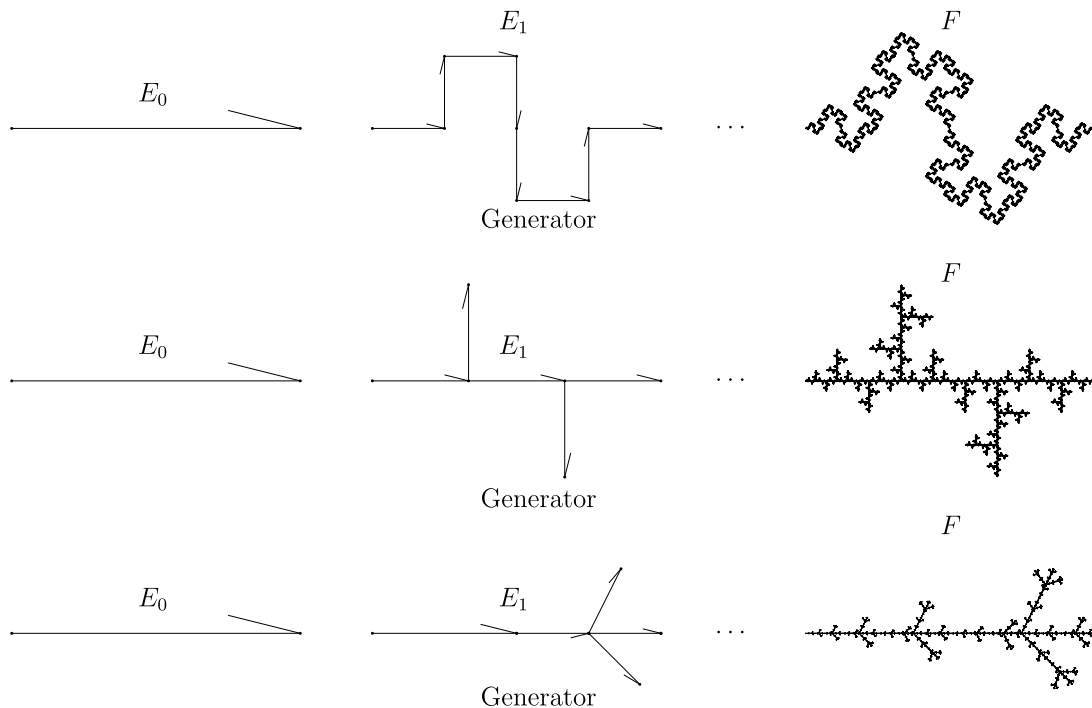 E₁ F
E₀
. . .
Generator
F
E₀ E₁ . . .
Generator
F
E₀ E₁ . . .
Generator